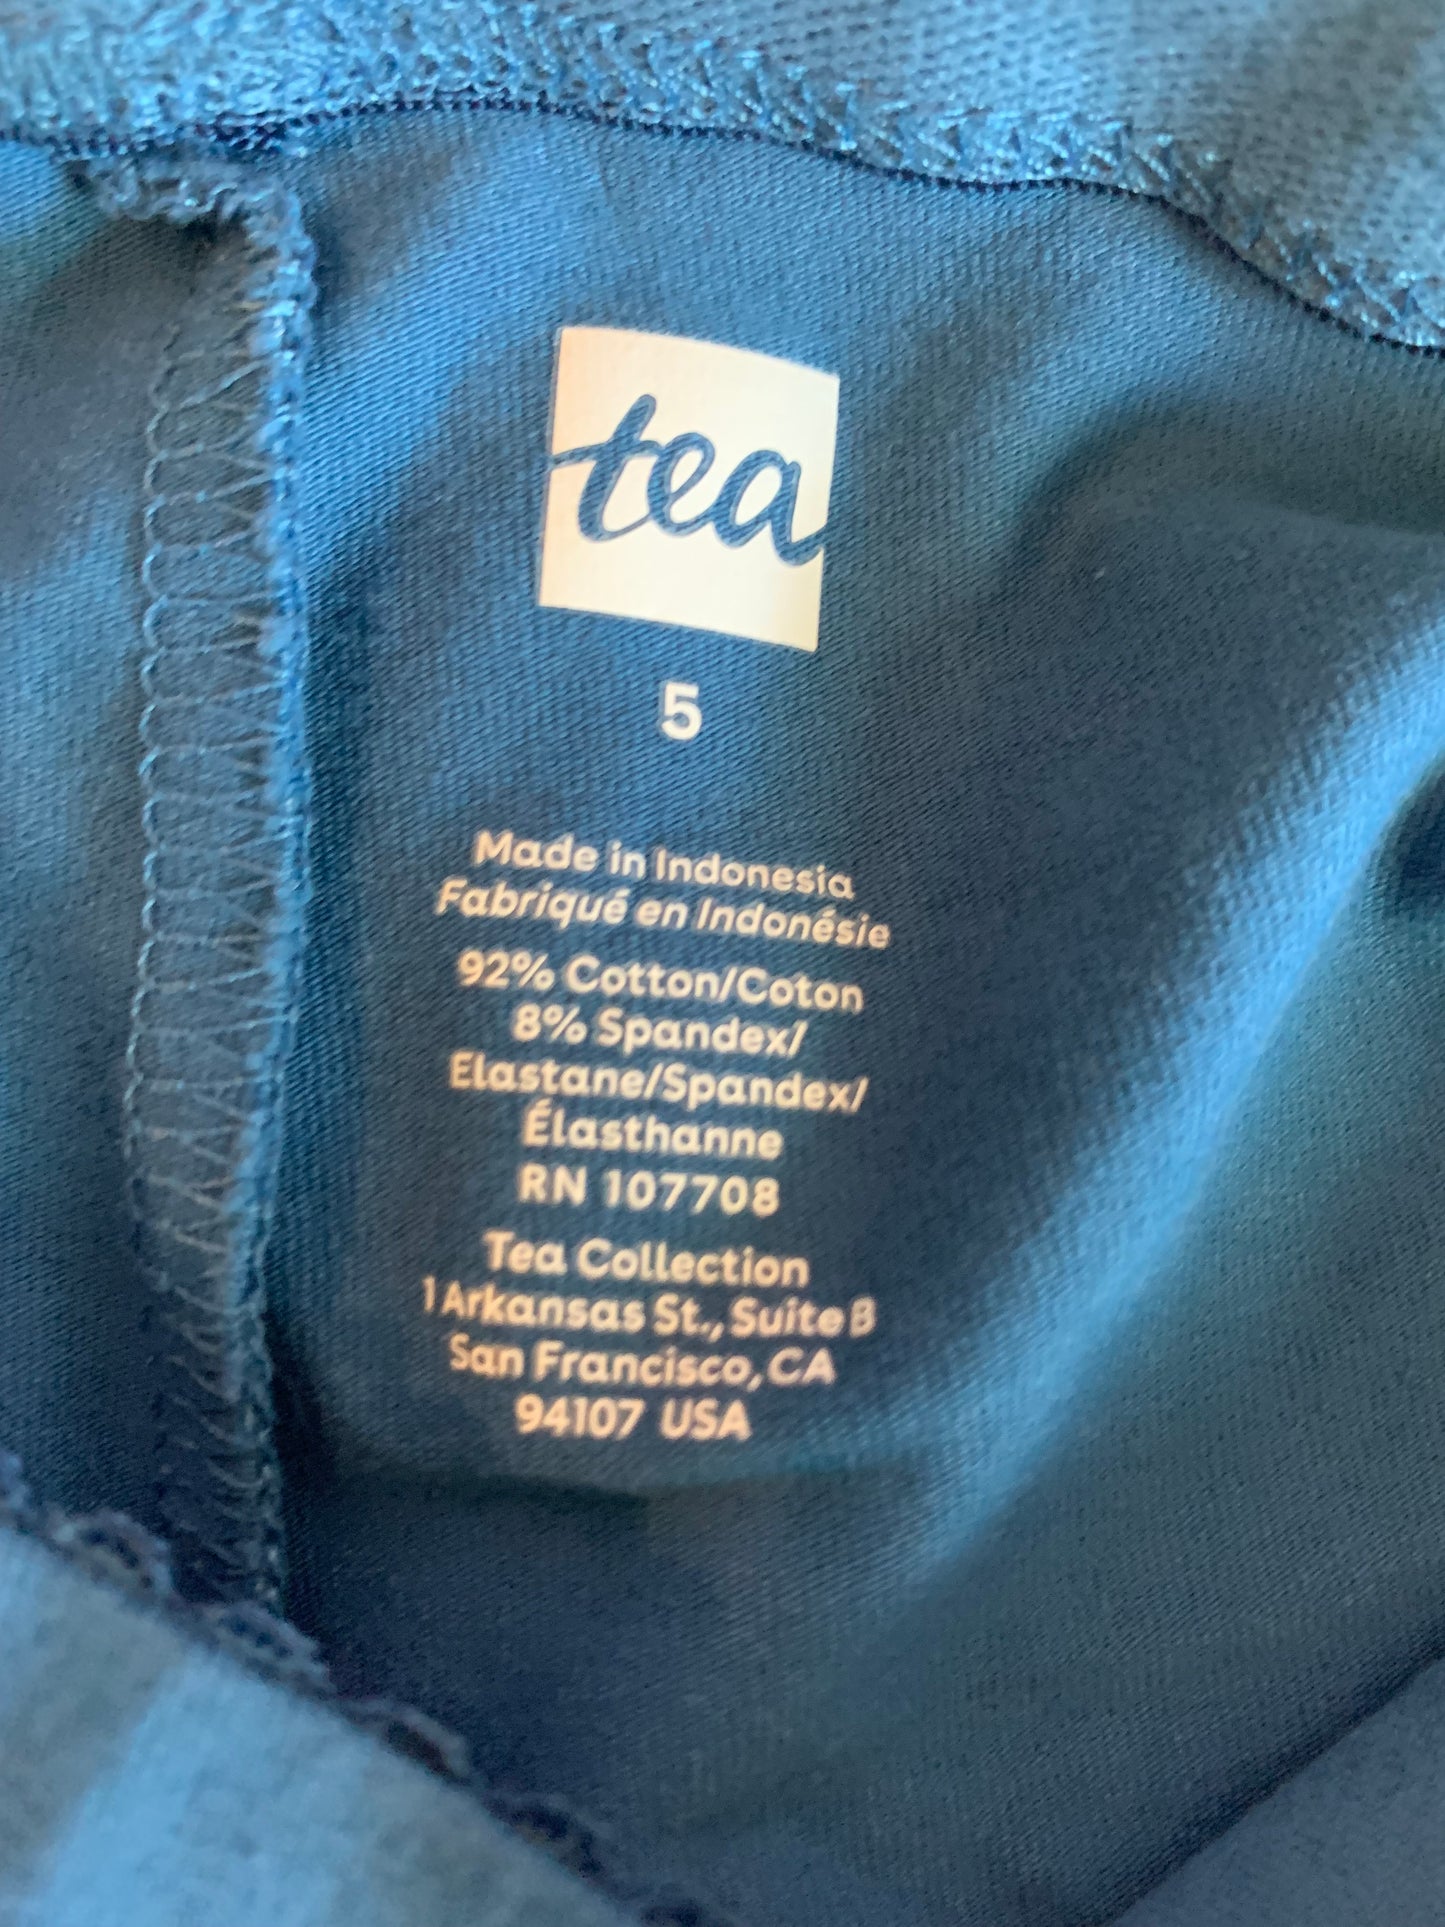 tea
5
Made in Indonesia
Fabriqué en Indonésie
92% Cotton/Coton
8% Spandex/
Elastane/Spandex/
Élasthanne
RN 107708
Tea Collection
1 Arkansas St., Suite B
San Francisco, CA
94107 USA